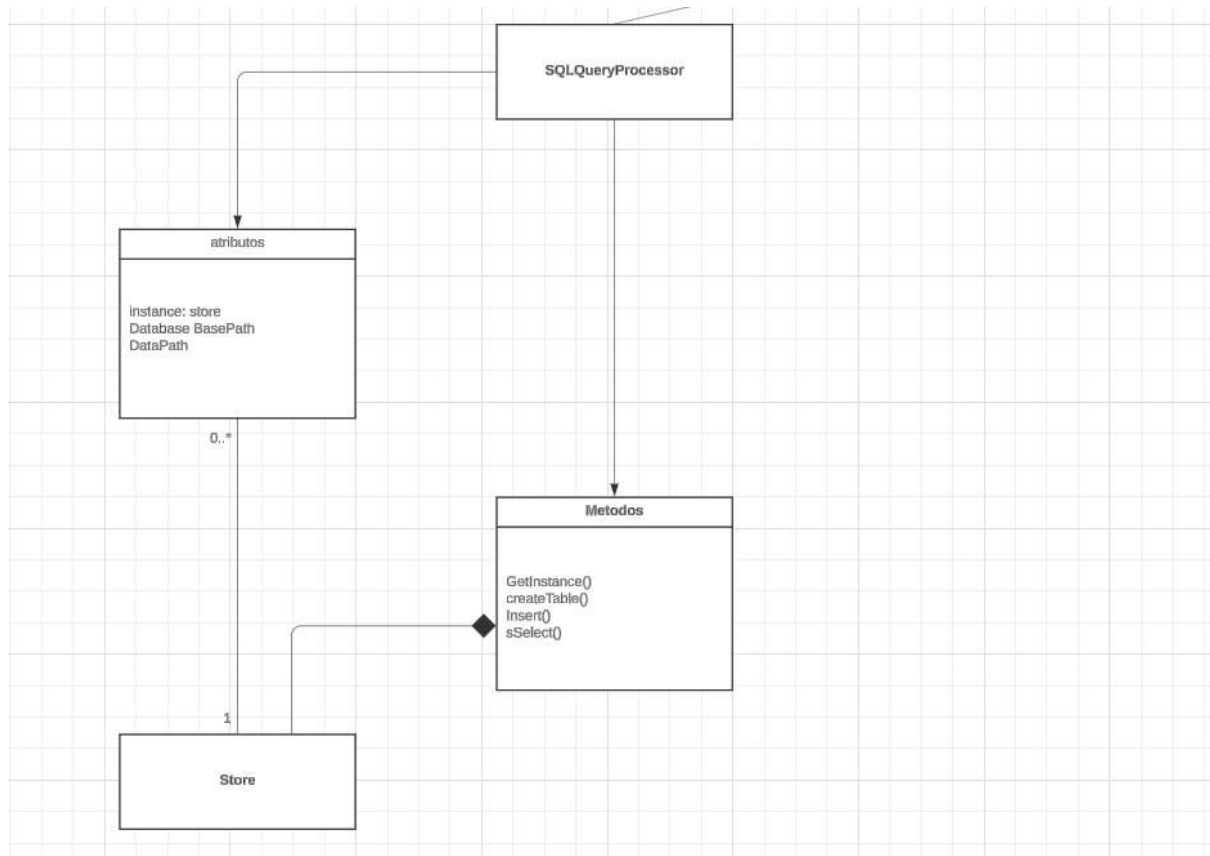 SQLQueryProcessor
atributos
instance: store
Database BasePath
DataPath
0..*
Metodos
GetInstance()
createTable()
Insert()
sSelect()
1
Store